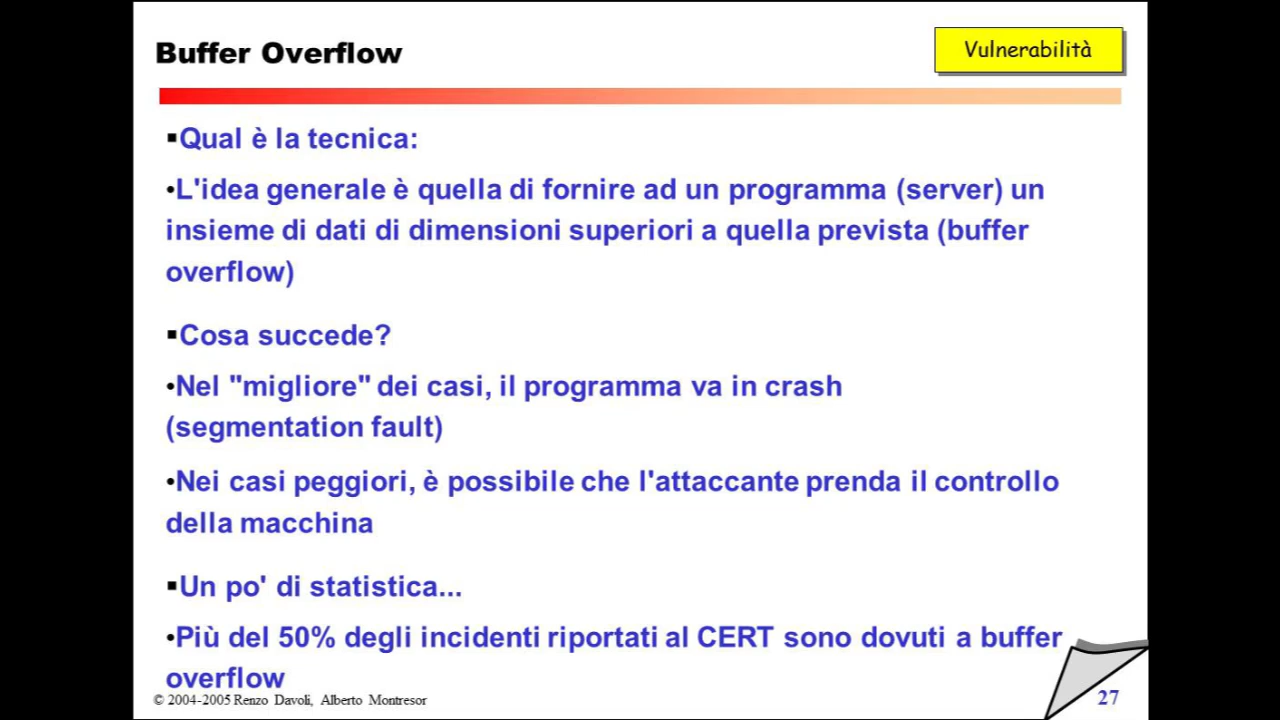 Buffer Overflow
Vulnerabilità
▪Qual è la tecnica:
•L'idea generale è quella di fornire ad un programma (server) un
insieme di dati di dimensioni superiori a quella prevista (buffer
overflow)
▪Cosa succede?
•Nel "migliore" dei casi, il programma va in crash
(segmentation fault)
•Nei casi peggiori, è possibile che l'attaccante prenda il controllo
della macchina
▪Un po' di statistica...
•Più del 50% degli incidenti riportati al CERT sono dovuti a buffer
overflow
© 2004-2005 Renzo Davoli, Alberto Montresor
27